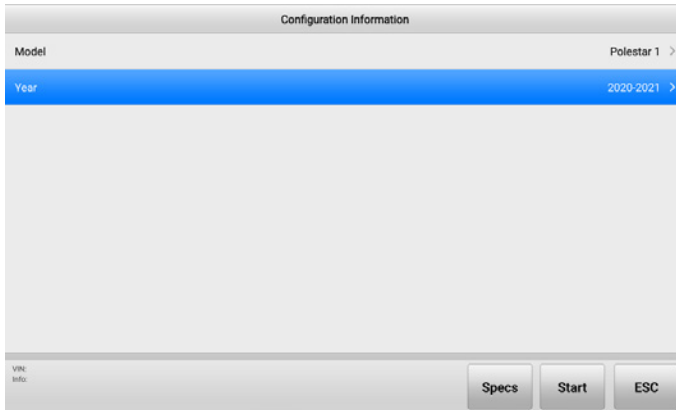 Configuration Information
Model Polestar 1 >
Year 2020-2021 >
VIN:
Info:
Specs Start ESC